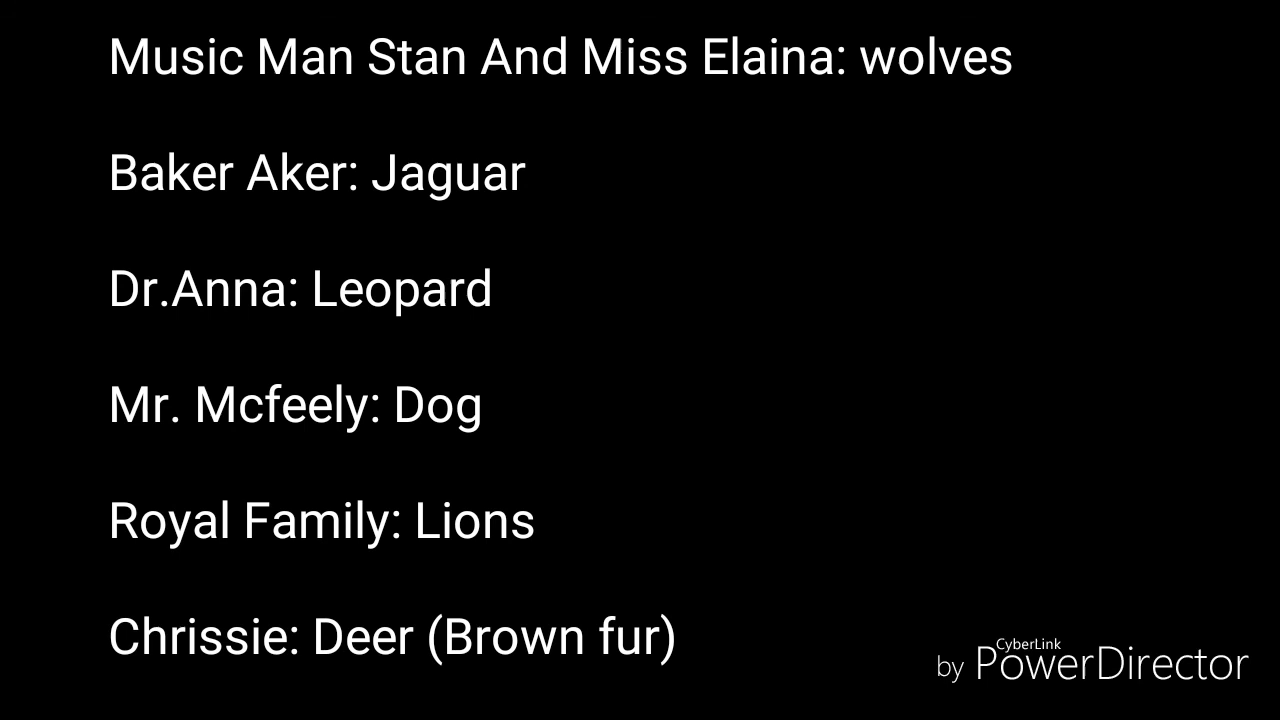 Music Man Stan And Miss Elaina: wolves
Baker Aker: Jaguar
Dr.Anna: Leopard
Mr. Mcfeely: Dog
Royal Family: Lions
Chrissie: Deer (Brown fur)
CyberLink
by PowerDirector